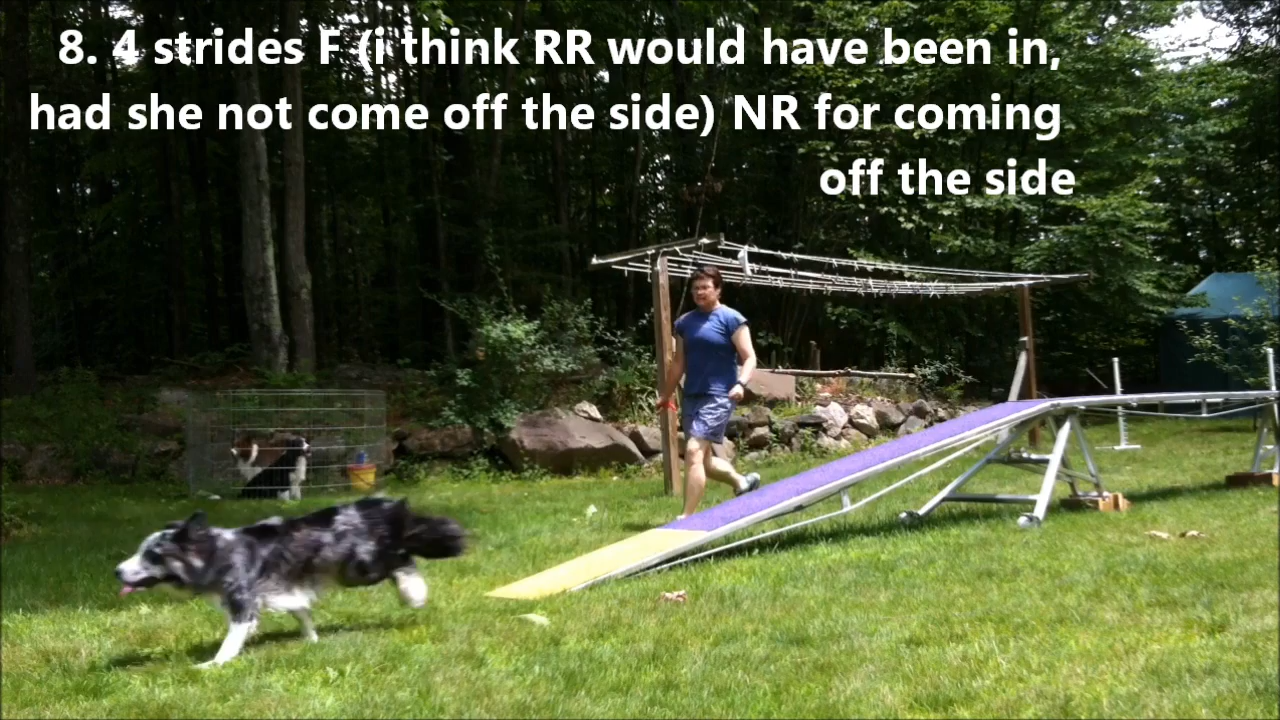 8. 4 strides F (i think RR would have been in,
had she not come off the side) NR for coming
off the side